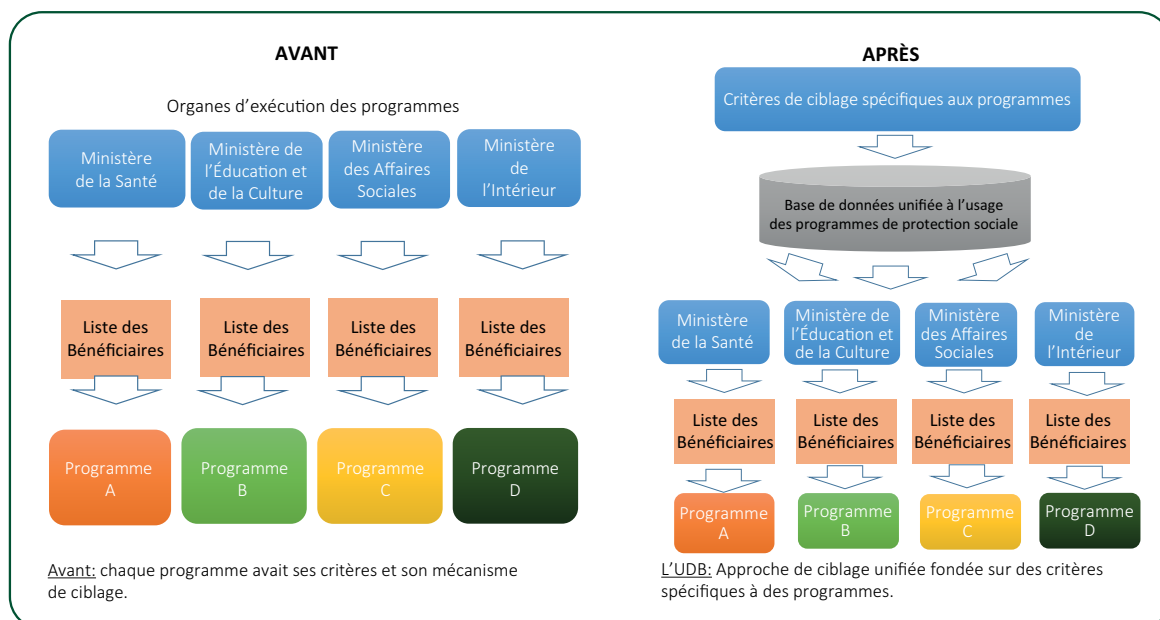 AVANT
Organes d'exécution des programmes
Ministère
de la Santé
Ministère de
l'Éducation et
de la Culture
Ministère
des Affaires
Sociales
Ministère
de
l'Intérieur
Liste des
Bénéficiaires
Liste des
Bénéficiaires
Liste des
Bénéficiaires
Liste des
Bénéficiaires
Programme
A
Programme
B
Programme
C
Programme
D
Avant: chaque programme avait ses critères et son mécanisme
de ciblage.
APRÈS
Critères de ciblage spécifiques aux programmes
Base de données unifiée à l'usage
des programmes de protection sociale
Ministère
de la Santé
Ministère de
l'Éducation et
de la Culture
Ministère
des Affaires
Sociales
Ministère
de
l'Intérieur
Liste des
Bénéficiaires
Liste des
Bénéficiaires
Liste des
Bénéficiaires
Liste des
Bénéficiaires
Programme
A
Programme
B
Programme
C
Programme
D
L'UDB: Approche de ciblage unifiée fondée sur des critères
spécifiques à des programmes.